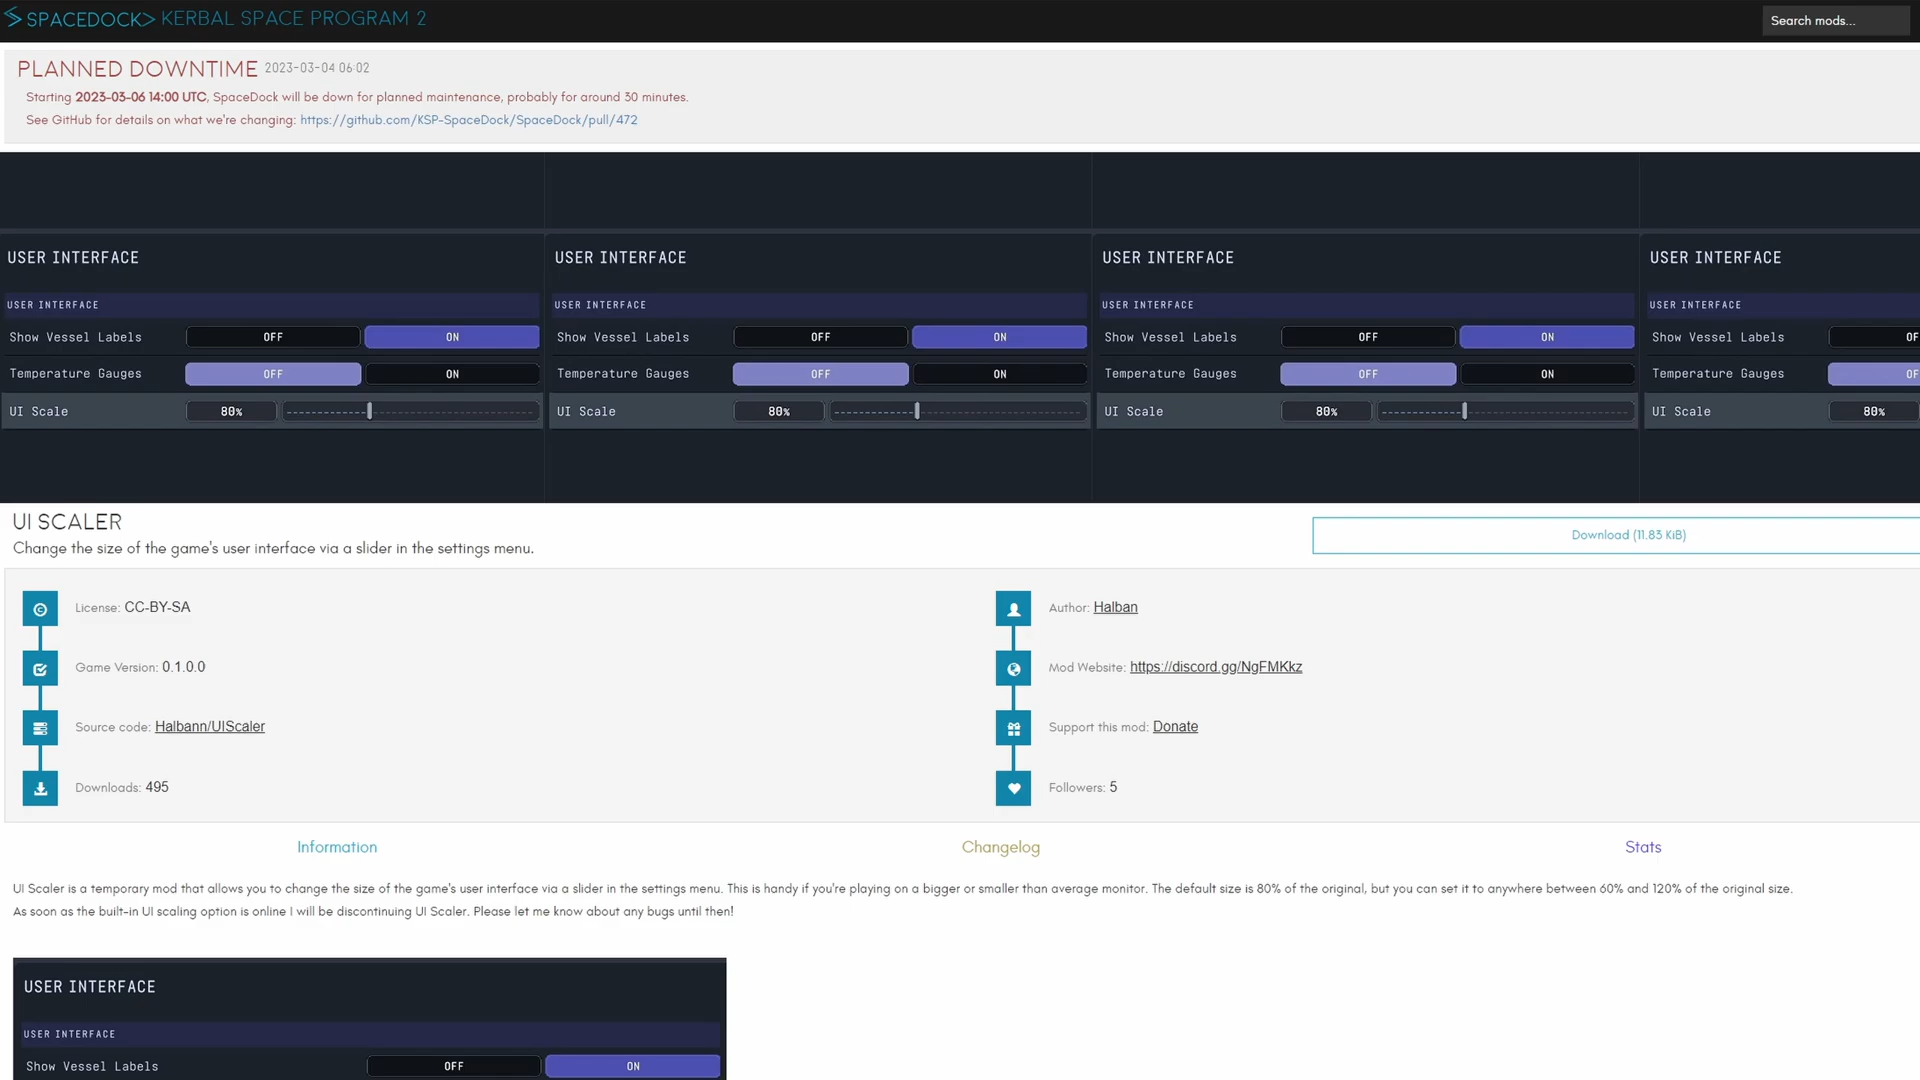 SPACEDOCK> KERBAL SPACE PROGRAM 2
Search mods...
PLANNED DOWNTIME 2023-03-04 06:02
Starting 2023-03-06 14:00 UTC, SpaceDock will be down for planned maintenance, probably for around 30 minutes.
See GitHub for details on what we're changing: https://github.com/KSP-SpaceDock/SpaceDock/pull/472
USER INTERFACE USER INTERFACE USER INTERFACE USER INTERFACE
USER INTERFACE USER INTERFACE USER INTERFACE USER INTERFACE
Show Vessel Labels OFF ON Show Vessel Labels OFF ON Show Vessel Labels OFF ON Show Vessel Labels OF
Temperature Gauges OFF ON Temperature Gauges OFF ON Temperature Gauges OFF ON Temperature Gauges OF
UI Scale 80% UI Scale 80% UI Scale 80% UI Scale 80%
UI SCALER
Change the size of the game's user interface via a slider in the settings menu.
Download (11.83 KiB)
License: CC-BY-SA
Author: Halban
Game Version: 0.1.0.0
Mod Website: https://discord.gg/NgFMKkz
Source code: Halbann/UIScaler
Support this mod: Donate
Downloads: 495
Followers: 5
Information Changelog Stats
UI Scaler is a temporary mod that allows you to change the size of the game's user interface via a slider in the settings menu. This is handy if you're playing on a bigger or smaller than average monitor. The default size is 80% of the original, but you can set it to anywhere between 60% and 120% of the original size.
As soon as the built-in UI scaling option is online I will be discontinuing UI Scaler. Please let me know about any bugs until then!
USER INTERFACE
USER INTERFACE
Show Vessel Labels OFF ON